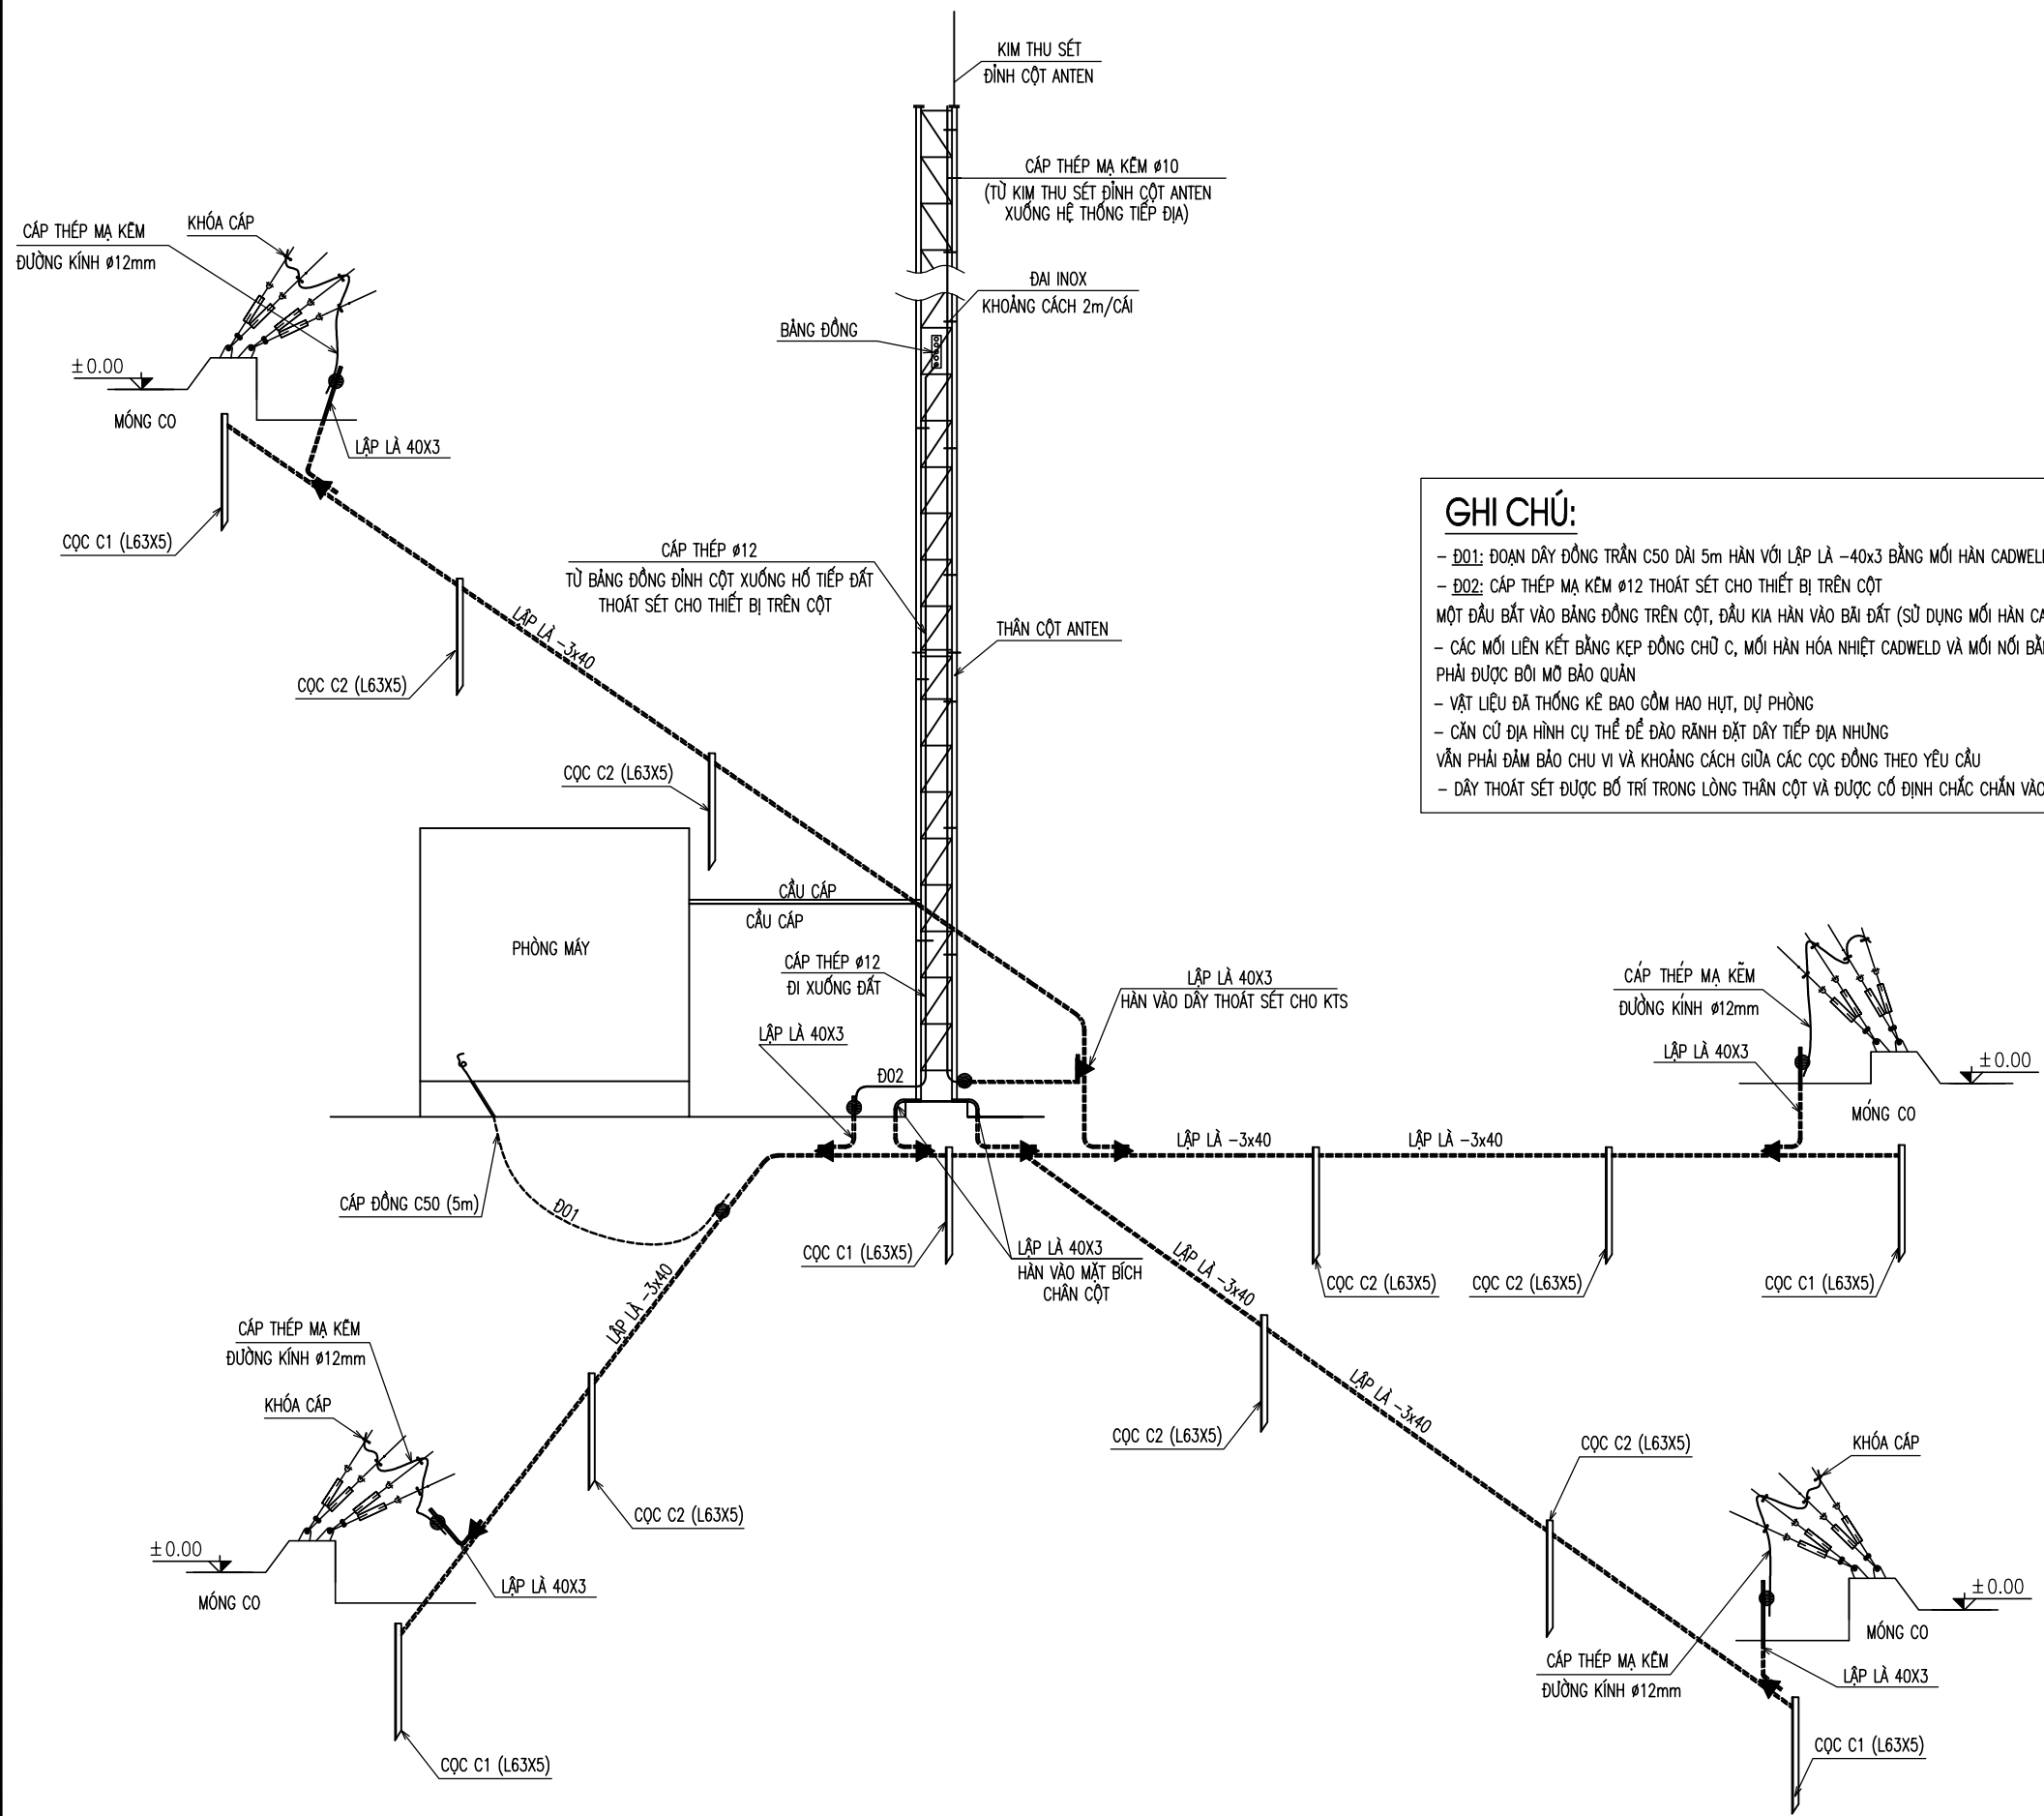 KIM THU SÉT
ĐỈNH CỘT ANTEN
CÁP THÉP MẠ KẼM ø10
(TỪ KIM THU SÉT ĐỈNH CỘT ANTEN
XUỐNG HỆ THỐNG TIẾP ĐỊA)
KHÓA CÁP
CÁP THÉP MẠ KẼM
ĐƯỜNG KÍNH ø12mm
ĐAI INOX
KHOẢNG CÁCH 2m/CÁI
BẢNG ĐỒNG
±0.00
MÓNG CO
LẬP LÀ 40X3
CỌC C1 (L63X5)
CÁP THÉP ø12
TỪ BẢNG ĐỒNG ĐỈNH CỘT XUỐNG HỐ TIẾP ĐẤT
THOÁT SÉT CHO THIẾT BỊ TRÊN CỘT
LẬP LÀ -3x40
THÂN CỘT ANTEN
CỌC C2 (L63X5)
CỌC C2 (L63X5)
GHI CHÚ:
- Đ01: ĐOẠN DÂY ĐỒNG TRẦN C50 DÀI 5m HÀN VỚI LẬP LÀ -40x3 BẰNG MỐI HÀN
- Đ02: CÁP THÉP MẠ KẼM ø12 THOÁT SÉT CHO THIẾT BỊ TRÊN CỘT
MỘT ĐẦU BẮT VÀO BẢNG ĐỒNG TRÊN CỘT, ĐẦU KIA HÀN VÀO BÃI ĐẤT (SỬ DỤNG MỐI HÀN
- CÁC MỐI LIÊN KẾT BẰNG KẸP ĐỒNG CHỮ C, MỐI HÀN HÓA NHIỆT CADWELD VÀ MỐI NỐI
PHẢI ĐƯỢC BÔI MỠ BẢO QUẢN
- VẬT LIỆU ĐÃ THỐNG KÊ BAO GỒM HAO HỤT, DỰ PHÒNG
- CĂN CỨ ĐỊA HÌNH CỤ THỂ ĐỂ ĐÀO RÃNH ĐẶT DÂY TIẾP ĐỊA NHƯNG
VẪN PHẢI ĐẢM BẢO CHU VI VÀ KHOẢNG CÁCH GIỮA CÁC CỌC ĐỒNG THEO YÊU CẦU
- DÂY THOÁT SÉT ĐƯỢC BỐ TRÍ TRONG LÒNG THÂN CỘT VÀ ĐƯỢC CỐ ĐỊNH CHẮC CHẮN VÀO
CẦU CÁP
CẦU CÁP
PHÒNG MÁY
CÁP THÉP ø12
ĐI XUỐNG ĐẤT
LẬP LÀ 40X3
HÀN VÀO DÂY THOÁT SÉT CHO KTS
CÁP THÉP MẠ KẼM
ĐƯỜNG KÍNH ø12mm
LẬP LÀ 40X3
LẬP LÀ 40X3
±0.00
MÓNG CO
Đ02
LẬP LÀ -3x40
LẬP LÀ -3x40
CÁP ĐỒNG C50 (5m)
Đ01
CỌC C1 (L63X5)
LẬP LÀ 40X3
HÀN VÀO MẶT BÍCH
CHÂN CỘT
LẬP LÀ -3x40
CỌC C2 (L63X5)
CỌC C2 (L63X5)
CỌC C1 (L63X5)
LẬP LÀ -3x40
CÁP THÉP MẠ KẼM
ĐƯỜNG KÍNH ø12mm
KHÓA CÁP
LẬP LÀ -3x40
CỌC C2 (L63X5)
CỌC C2 (L63X5)
KHÓA CÁP
CỌC C2 (L63X5)
±0.00
MÓNG CO
LẬP LÀ 40X3
±0.00
MÓNG CO
CÁP THÉP MẠ KẼM
ĐƯỜNG KÍNH ø12mm
LẬP LÀ 40X3
CỌC C1 (L63X5)
CỌC C1 (L63X5)